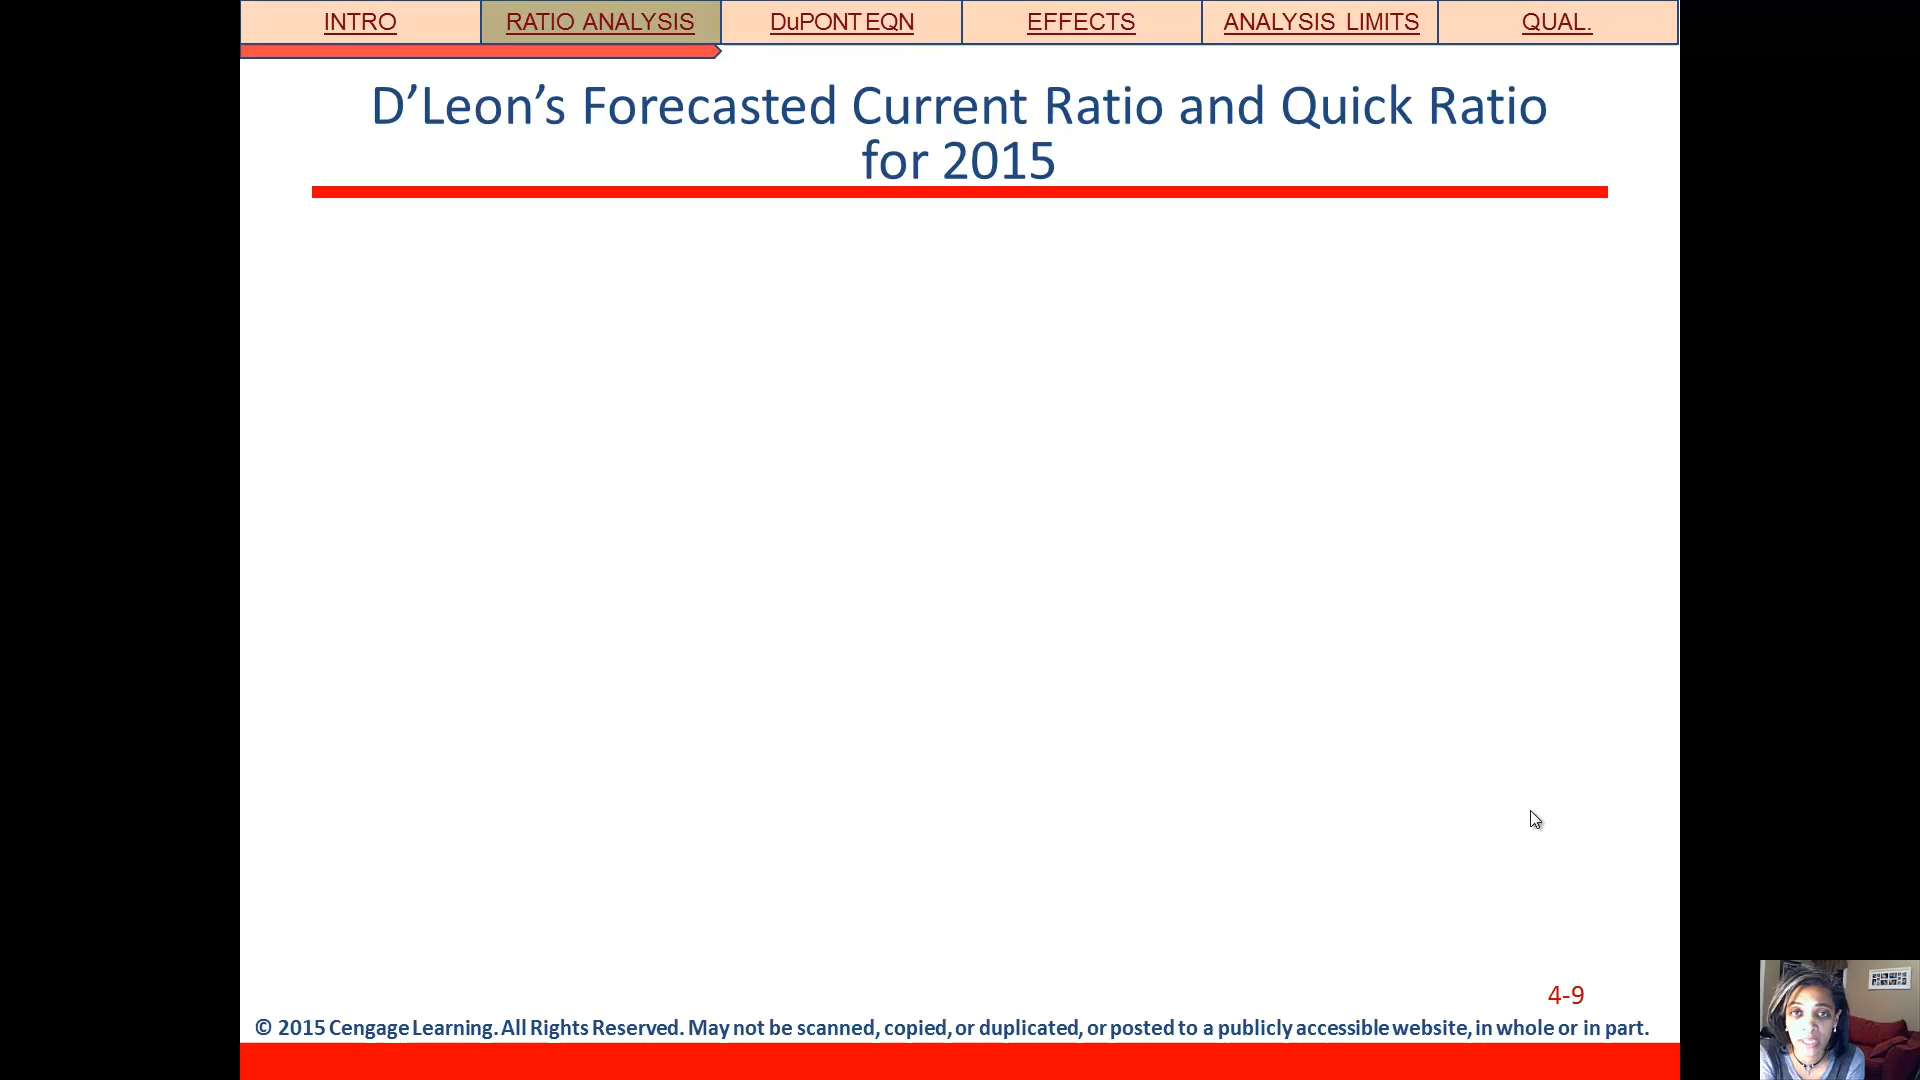 INTRO
RATIO ANALYSIS
DuPONT EQN
EFFECTS
ANALYSIS LIMITS
QUAL.
D’Leon’s Forecasted Current Ratio and Quick Ratio
for 2015
4-9
© 2015 Cengage Learning. All Rights Reserved. May not be scanned, copied, or duplicated, or posted to a publicly accessible website, in whole or in part.